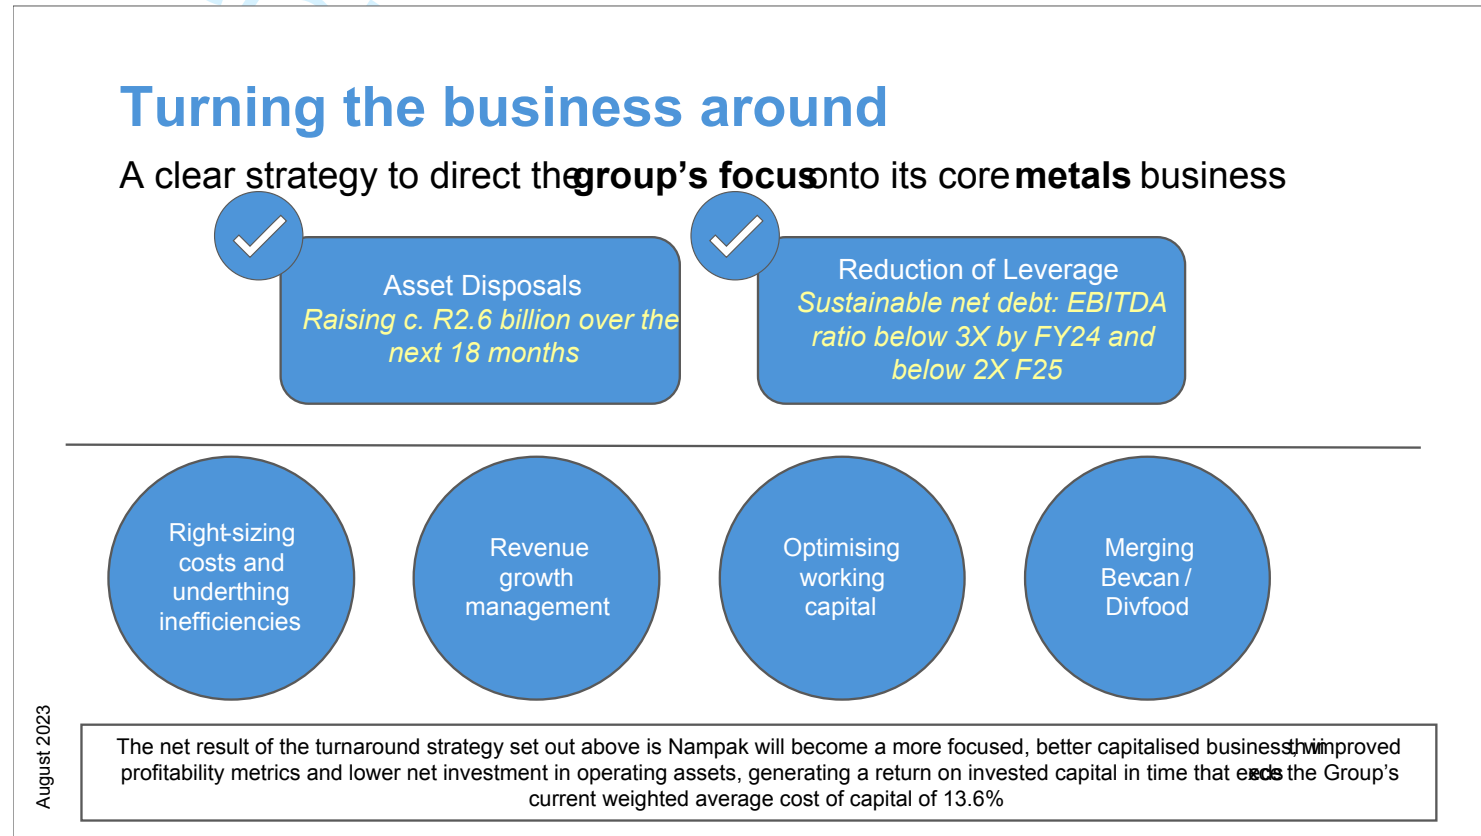 Turning the business around
A clear strategy to direct the group's focus onto its core metals business
Asset Disposals
Raising c. R2.6 billion over the
next 18 months
Reduction of Leverage
Sustainable net debt: EBITDA
ratio below 3X by FY24 and
below 2X F25
Right-sizing
costs and
underthing
inefficiencies
Revenue
growth
management
Optimising
working
capital
Merging
Bevcan /
Divfood
August 2023
The net result of the turnaround strategy set out above is Nampak will become a more focused, better capitalised business, improved
profitability metrics and lower net investment in operating assets, generating a return on invested capital in time that exceeds the Group's
current weighted average cost of capital of 13.6%